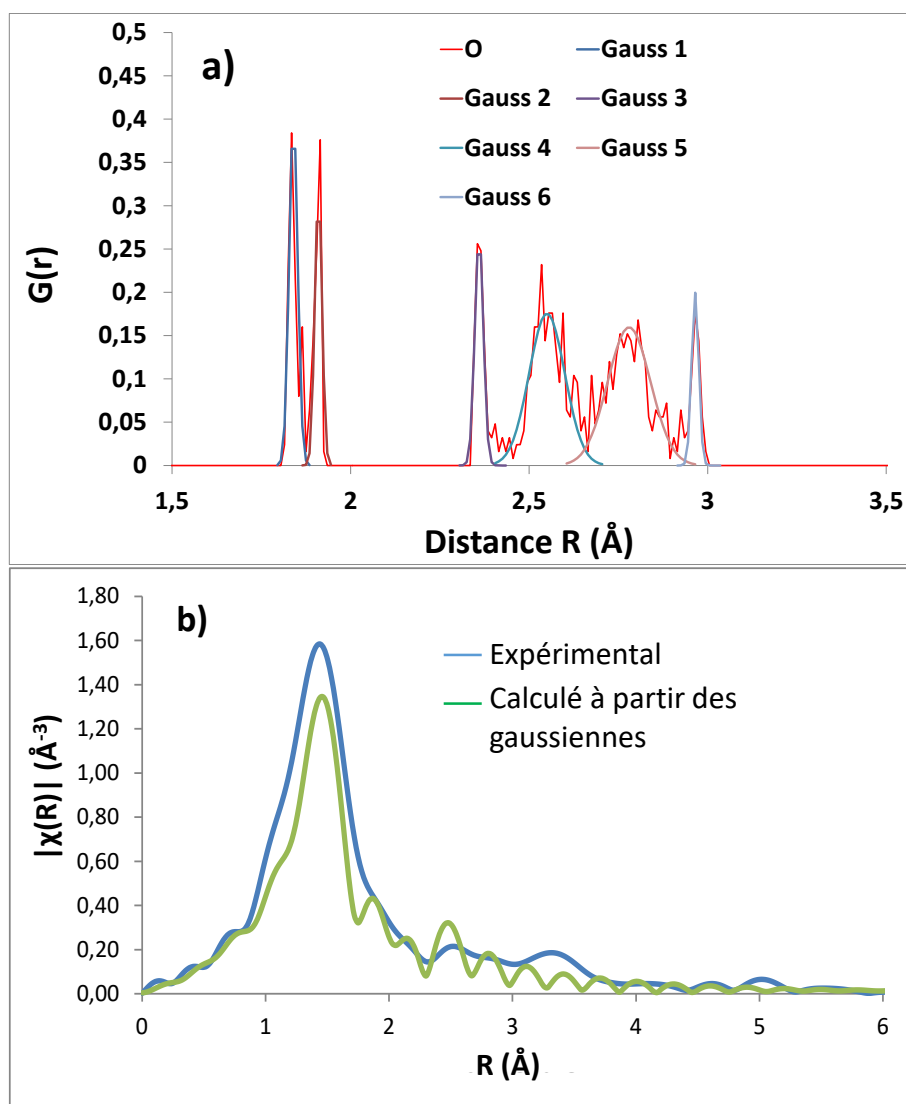 a)
O
Gauss 1
Gauss 2
Gauss 3
Gauss 4
Gauss 5
Gauss 6
G(r)
0,5
0,45
0,4
0,35
0,3
0,25
0,2
0,15
0,1
0,05
0
1,5
2
2,5
3
3,5
Distance R (Å)
b)
Expérimental
Calculé à partir des
gaussiennes
|χ(R)| (Å⁻³)
1,80
1,60
1,40
1,20
1,00
0,80
0,60
0,40
0,20
0,00
0
1
2
3
4
5
6
R (Å)